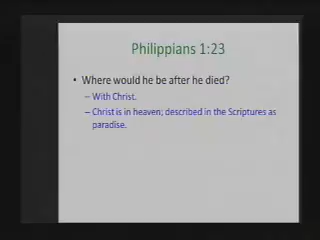 Philippians 1:23
• Where would he be after he died?
– With Christ.
– Christ is in heaven; described in the Scriptures as
paradise.